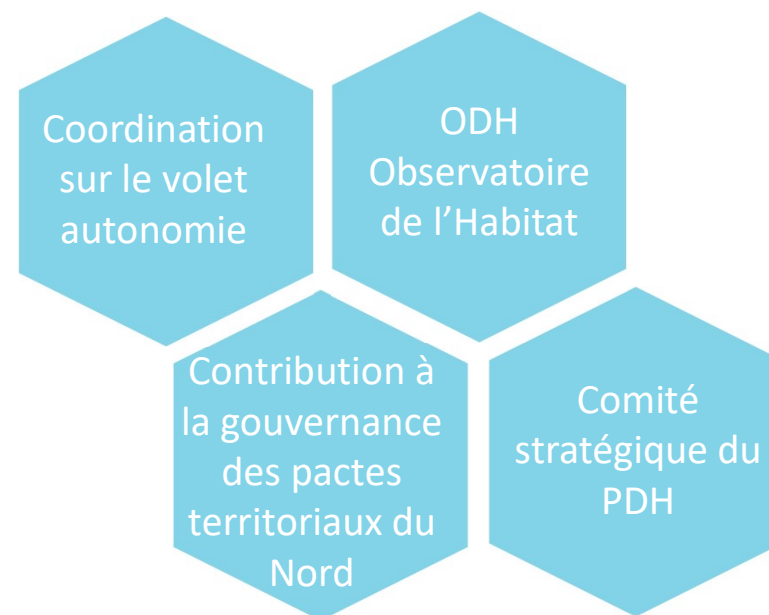 Coordination
sur le volet
autonomie
ODH
Observatoire
de l’Habitat
Contribution à
la gouvernance
des pactes
territoriaux du
Nord
Comité
stratégique du
PDH